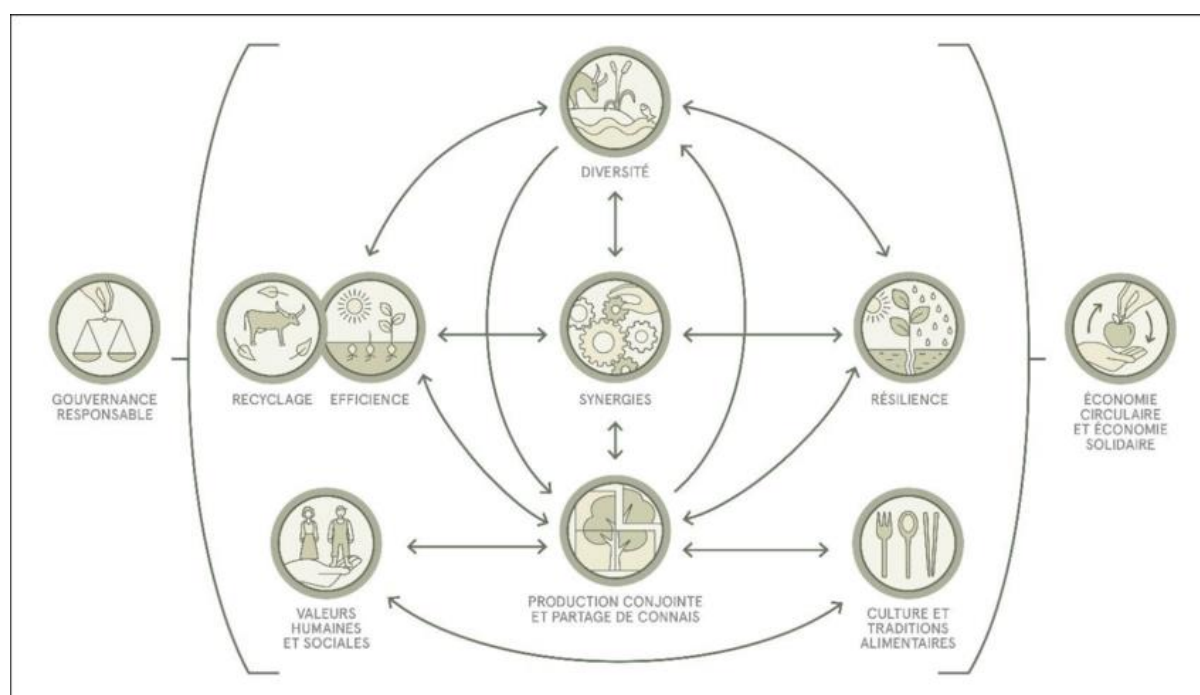 DIVERSITÉ
GOUVERNANCE
RESPONSABLE
RECYCLAGE
EFFICIENCE
SYNERGIES
RÉSILIENCE
ÉCONOMIE
CIRCULAIRE
ET ÉCONOMIE
SOLIDAIRE
VALEURS
HUMAINES
ET SOCIALES
PRODUCTION CONJOINTE
ET PARTAGE DE CONNAIS
CULTURE ET
TRADITIONS
ALIMENTAIRES